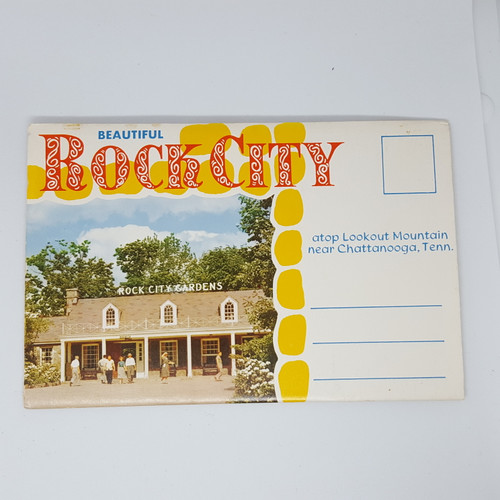 BEAUTIFUL
ROCK CITY
atop Lookout Mountain
near Chattanooga, Tenn.
ROCK CITY GARDENS